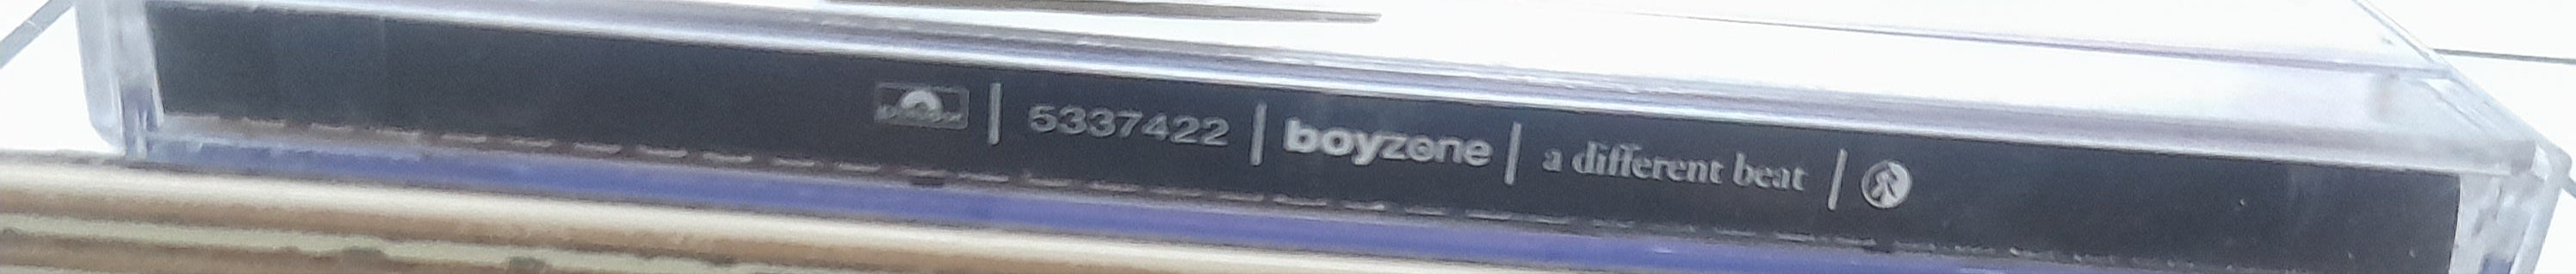 5337422 | boyzone | a different beat |